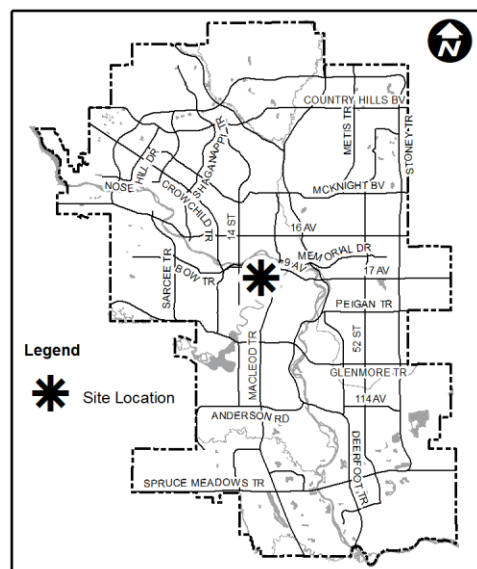 N
COUNTRY HILLS BV
METIS TR
STONEY TR
SHAGANAPPI TR
NOSE HILL DR
CROWCHILD TR
MCKNIGHT BV
14 ST
16 AV
MEMORIAL DR
9 AV
17 AV
SARCEE TR
BOW TR
PEIGAN TR
52 ST
Legend
Site Location
MACLEOD TR
GLENMORE TR
114 AV
ANDERSON RD
DEERFOOT TR
SPRUCE MEADOWS TR